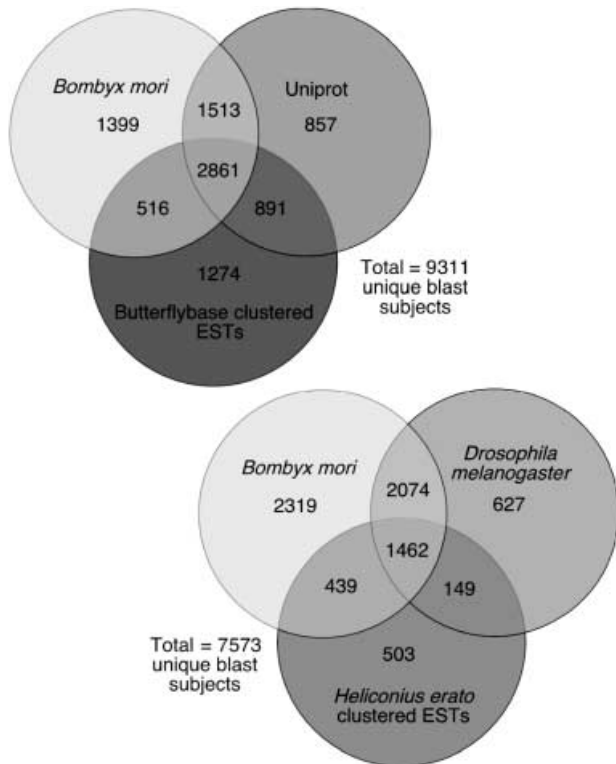 Bombyx mori
1399
1513
Uniprot
857
2861
516
891
1274
Butterflybase clustered
ESTs
Total = 9311
unique blast
subjects
Bombyx mori
2319
2074
Drosophila
melanogaster
627
1462
439
149
Total = 7573
unique blast
subjects
503
Heliconius erato
clustered ESTs